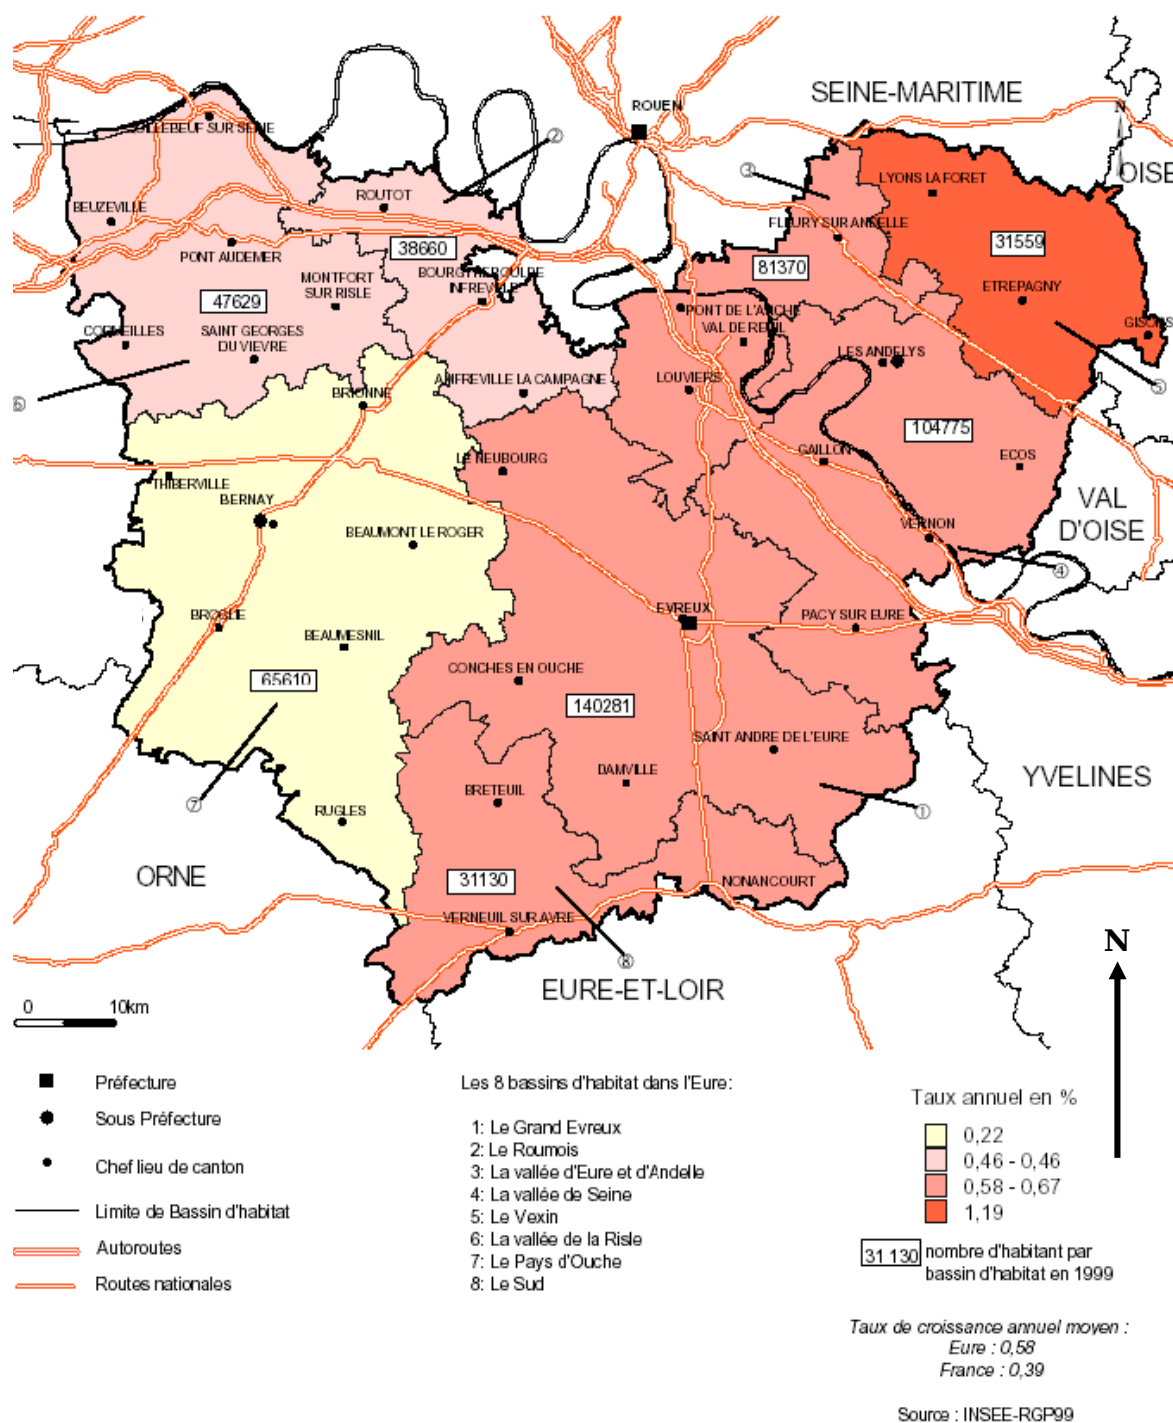 SEINE-MARITIME
ROUEN
OISE
②
③
LYONS LA FORET
ROUTOT
BEUZEVILLE
FLEURY SUR ANDELLE
PONT AUDEMER
38660
31559
81370
BOURGTHEROULDE
INFREVILLE
MONTFORT
SUR RISLE
47629
ETREPAGNY
PONT DE L'ARCHE
VAL DE REUIL
GISORS
CORMEILLES
SAINT GEORGES
DU VIEVRE
LES ANDELYS
LOUVIERS
AMFREVILLE LA CAMPAGNE
BRIONNE
⑥
⑤
104775
LE NEUBOURG
GAILLON
ECOS
THIBERVILLE
BERNAY
VAL
D'OISE
BEAUMONT LE ROGER
VERNON
④
EVREUX
PACY SUR EURE
BROGLIE
BEAUMESNIL
CONCHES EN OUCHE
65610
140281
SAINT ANDRE DE L'EURE
DAMVILLE
YVELINES
BRETEUIL
⑦
RUGLES
①
ORNE
31130
NONANCOURT
VERNEUIL SUR AVRE
⑧
EURE-ET-LOIR
N
0 10km
Préfecture
Sous Préfecture
Chef lieu de canton
Limite de Bassin d'habitat
Autoroutes
Routes nationales
Les 8 bassins d'habitat dans l'Eure:
1: Le Grand Evreux
2: Le Roumois
3: La vallée d'Eure et d'Andelle
4: La vallée de Seine
5: Le Vexin
6: La vallée de la Risle
7: Le Pays d'Ouche
8: Le Sud
Taux annuel en %
0,22
0,46 - 0,46
0,58 - 0,67
1,19
31 130 nombre d'habitant par
bassin d'habitat en 1999
Taux de croissance annuel moyen :
Eure : 0,58
France : 0,39
Source : INSEE-RGP99